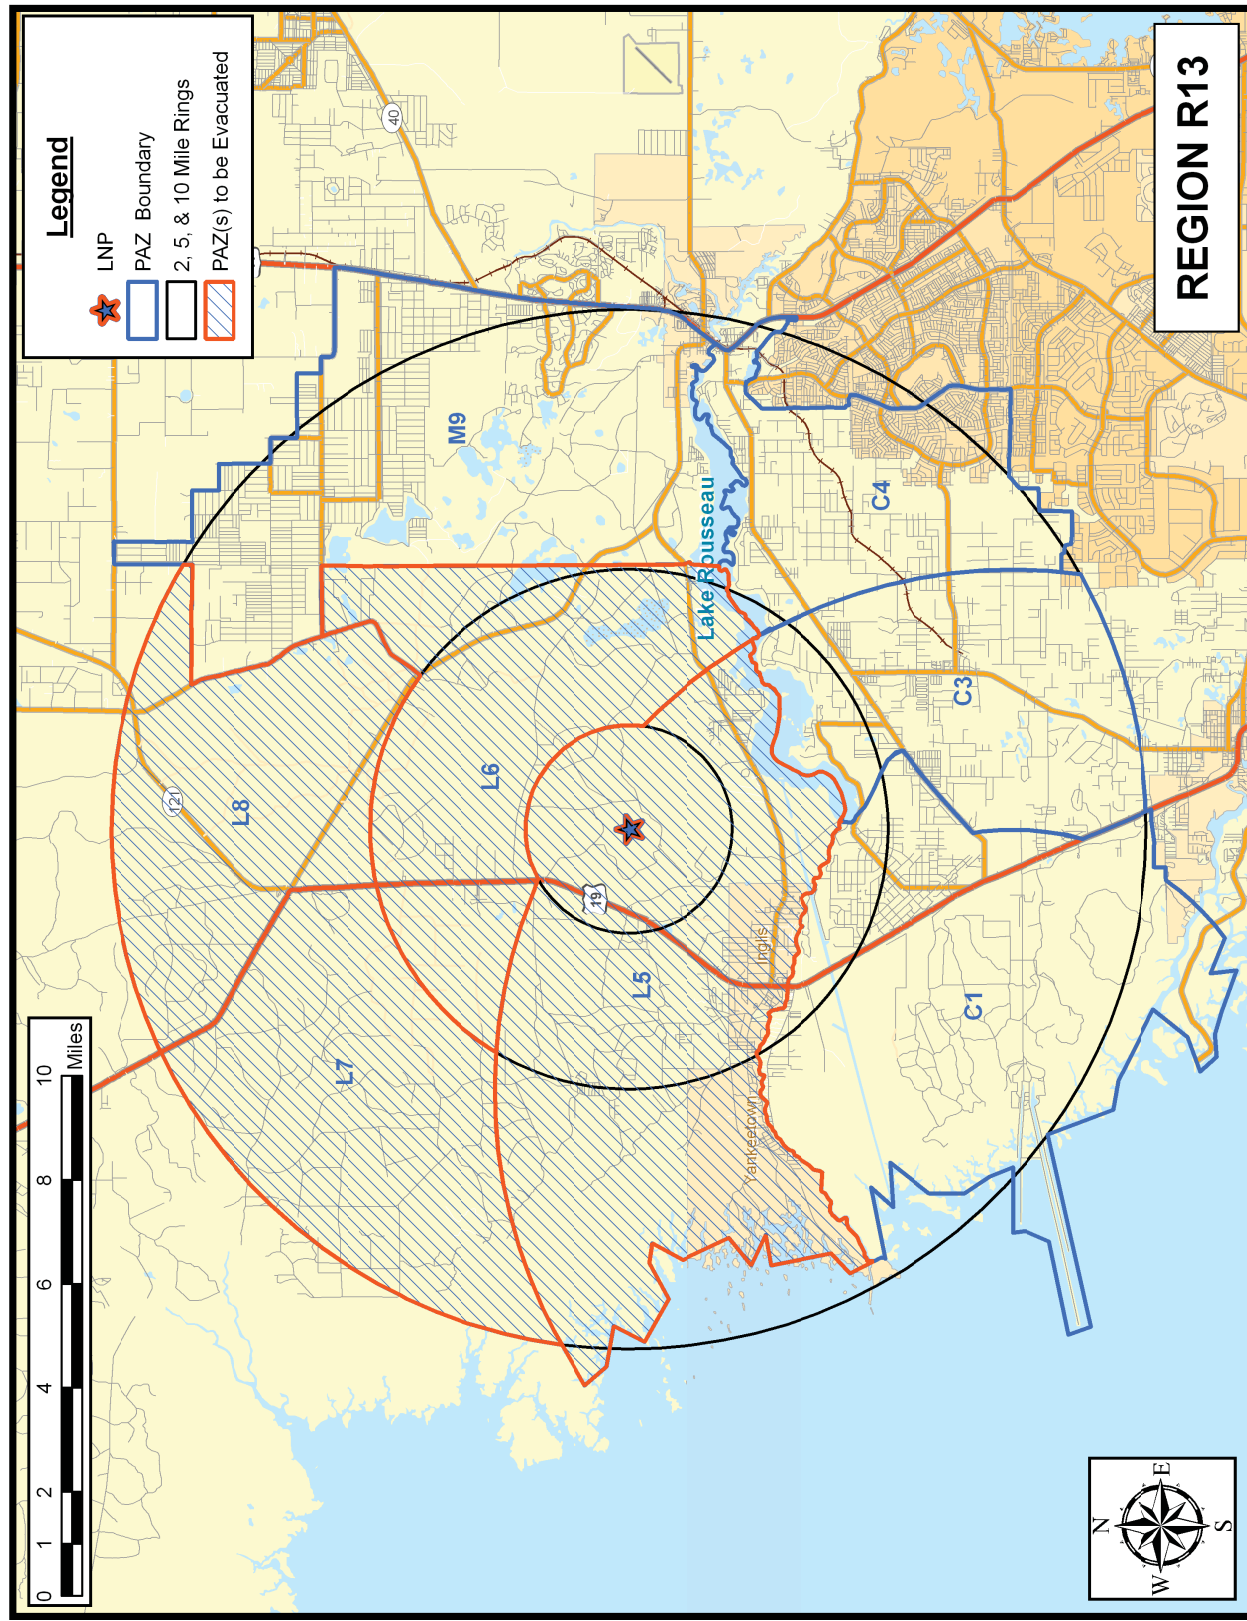 Legend
LNP
PAZ Boundary
2, 5, & 10 Mile Rings
PAZ(s) to be Evacuated
REGION R13
0 1 2 4 6 8 10
Miles
N
W E
S
40
121
19
L8
L7
L6
L5
M9
C4
C3
C1
Lake Rousseau
Inglis
Yankeetown